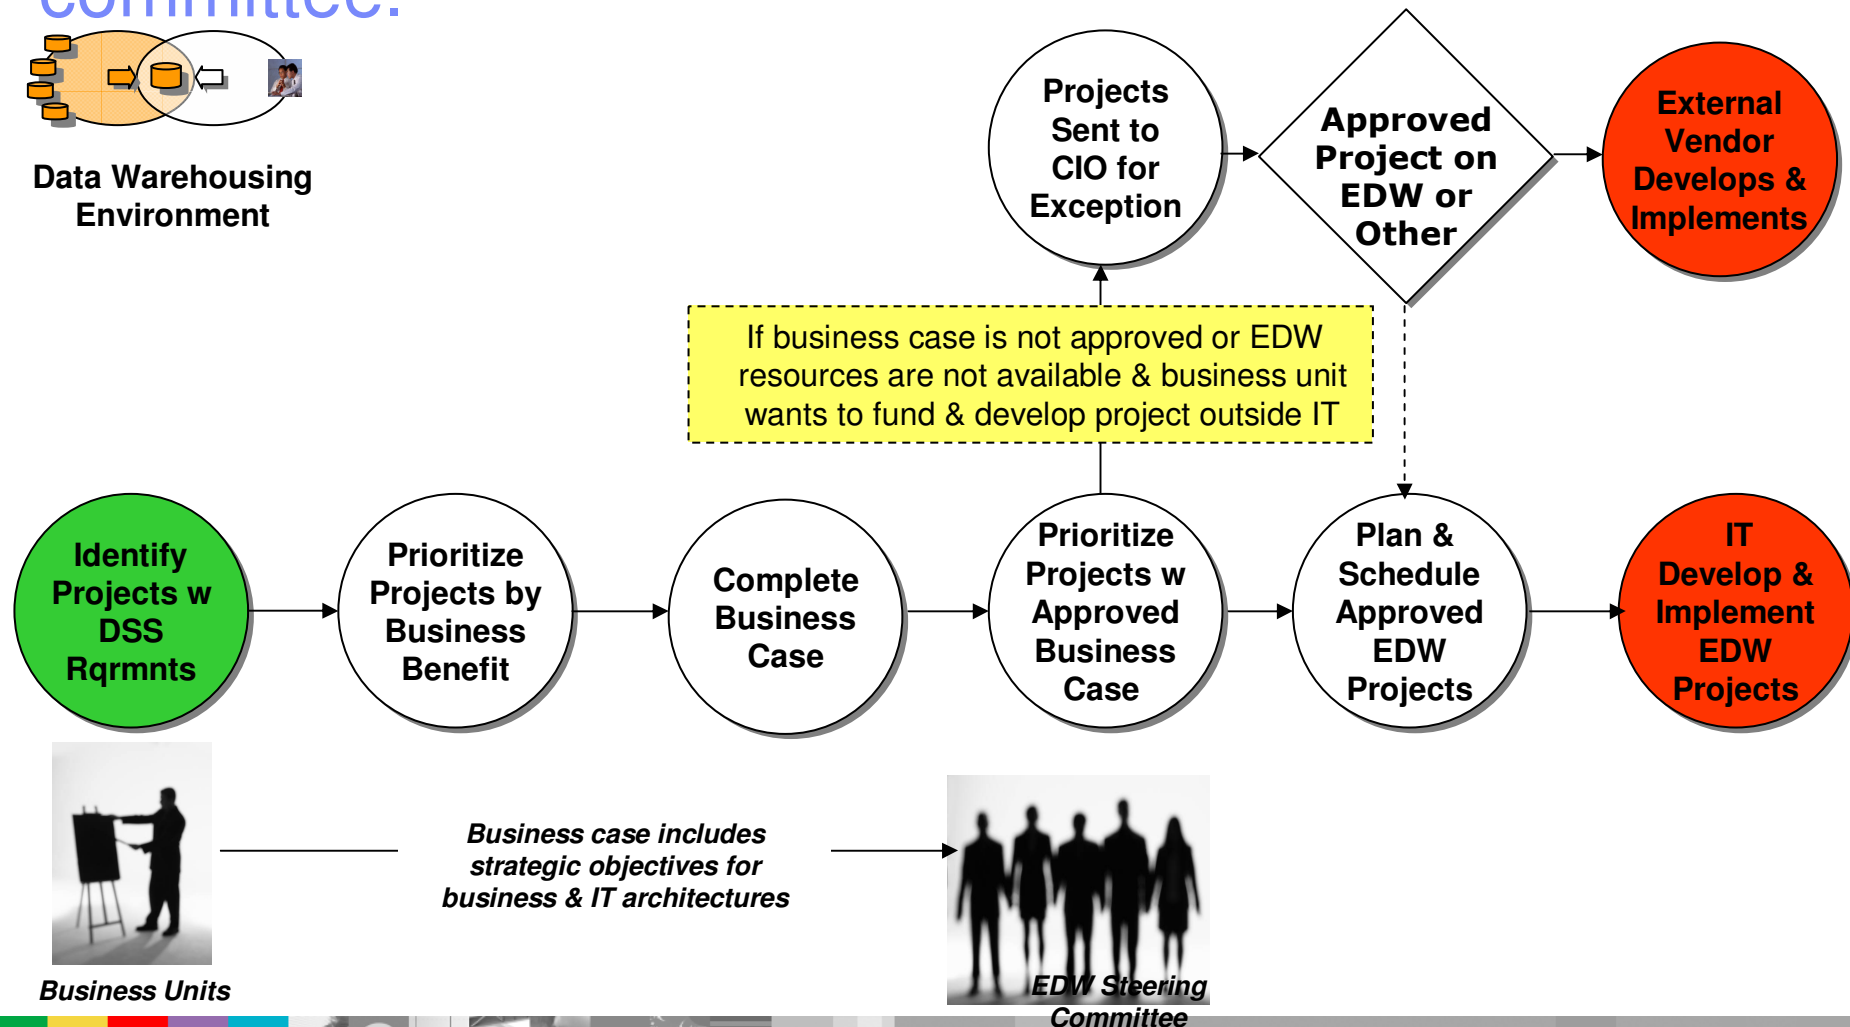 committee.
Data Warehousing
Environment
Projects
Sent to
CIO for
Exception
Approved
Project on
EDW or
Other
External
Vendor
Develops &
Implements
If business case is not approved or EDW
resources are not available & business unit
wants to fund & develop project outside IT
Identify
Projects w
DSS
Rqrmnts
Prioritize
Projects by
Business
Benefit
Complete
Business
Case
Prioritize
Projects w
Approved
Business
Case
Plan &
Schedule
Approved
EDW
Projects
IT
Develop &
Implement
EDW
Projects
Business case includes
strategic objectives for
business & IT architectures
Business Units
EDW Steering
Committee